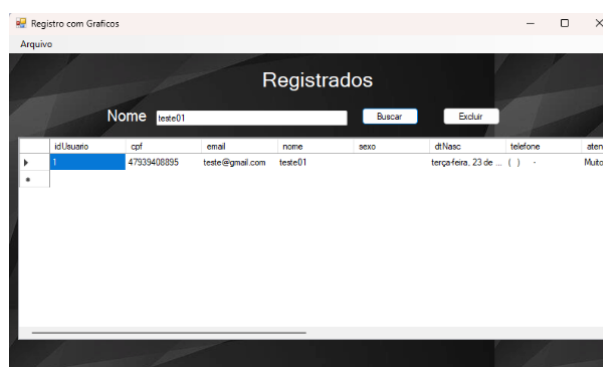 Registro com Graficos
Arquivo
Registrados
Nome teste01 Buscar Excluir
idUsuario cpf email nome sexo dtNasc telefone aten
1 47939408895 teste@gmail.com teste01 terça-feira, 23 de ... ( ) - Muito